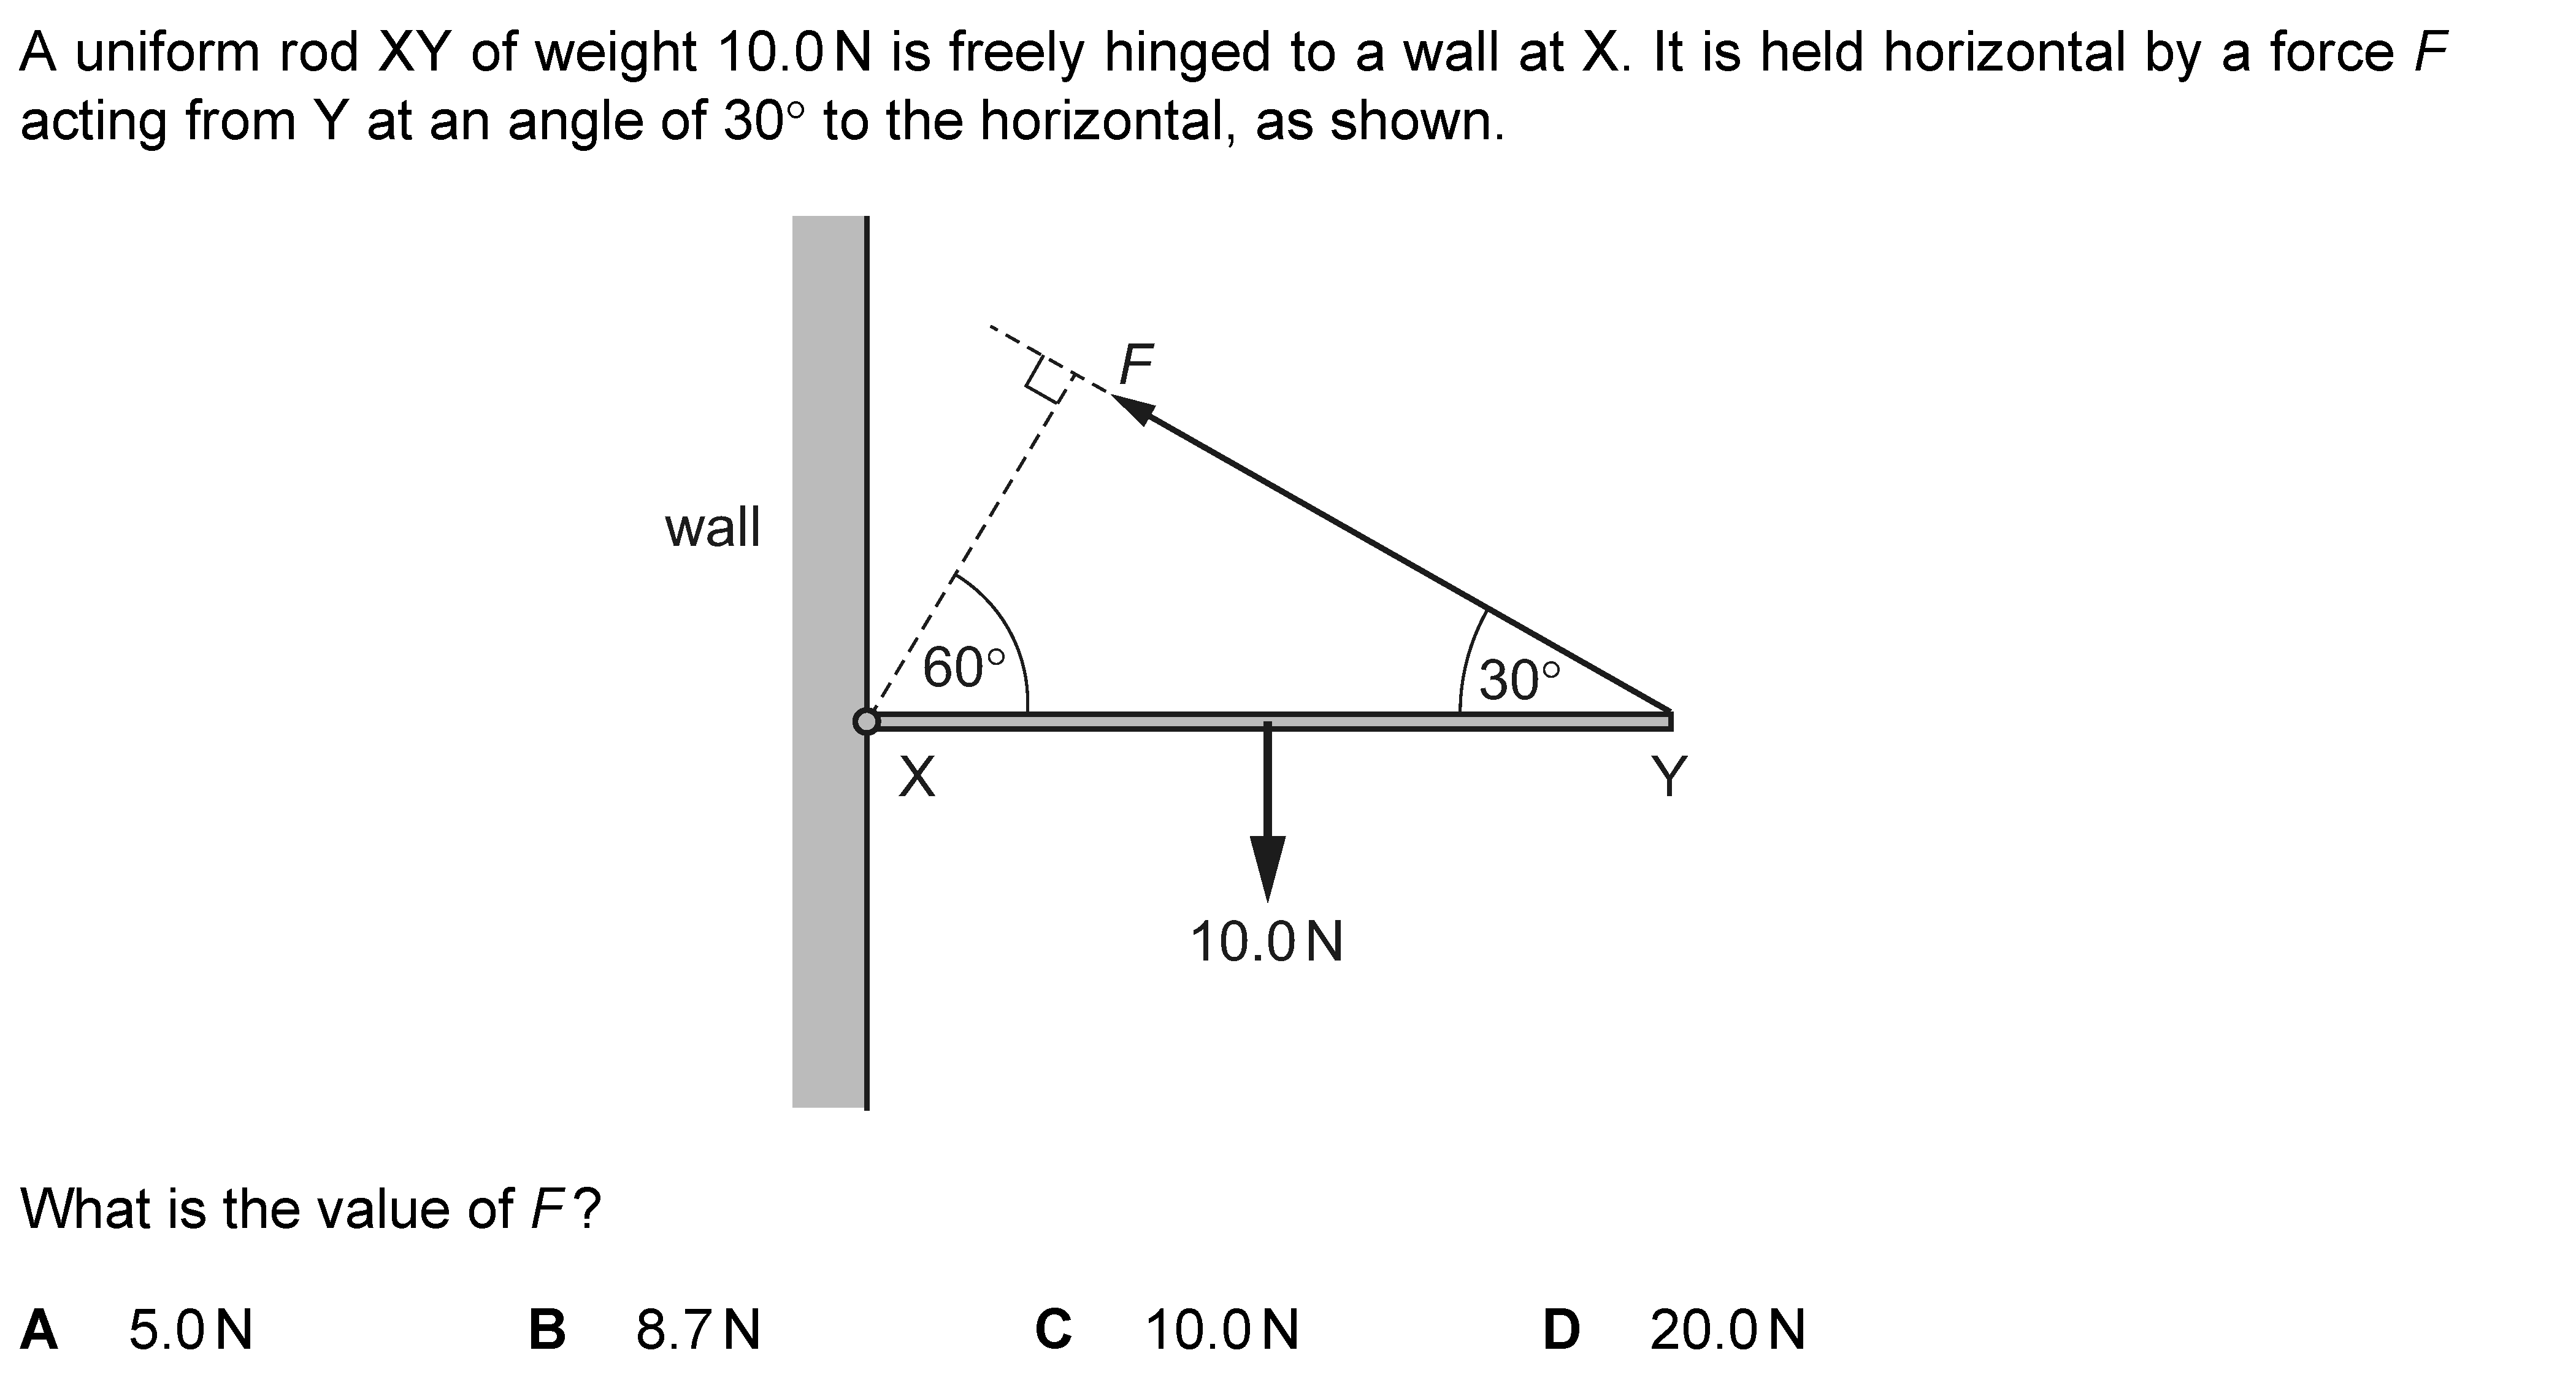 A uniform rod XY of weight 10.0 N is freely hinged to a wall at X. It is held horizontal by a force F
acting from Y at an angle of 30° to the horizontal, as shown.
F
wall
60°
30°
X
Y
10.0 N
What is the value of F?
A 5.0 N B 8.7 N C 10.0 N D 20.0 N